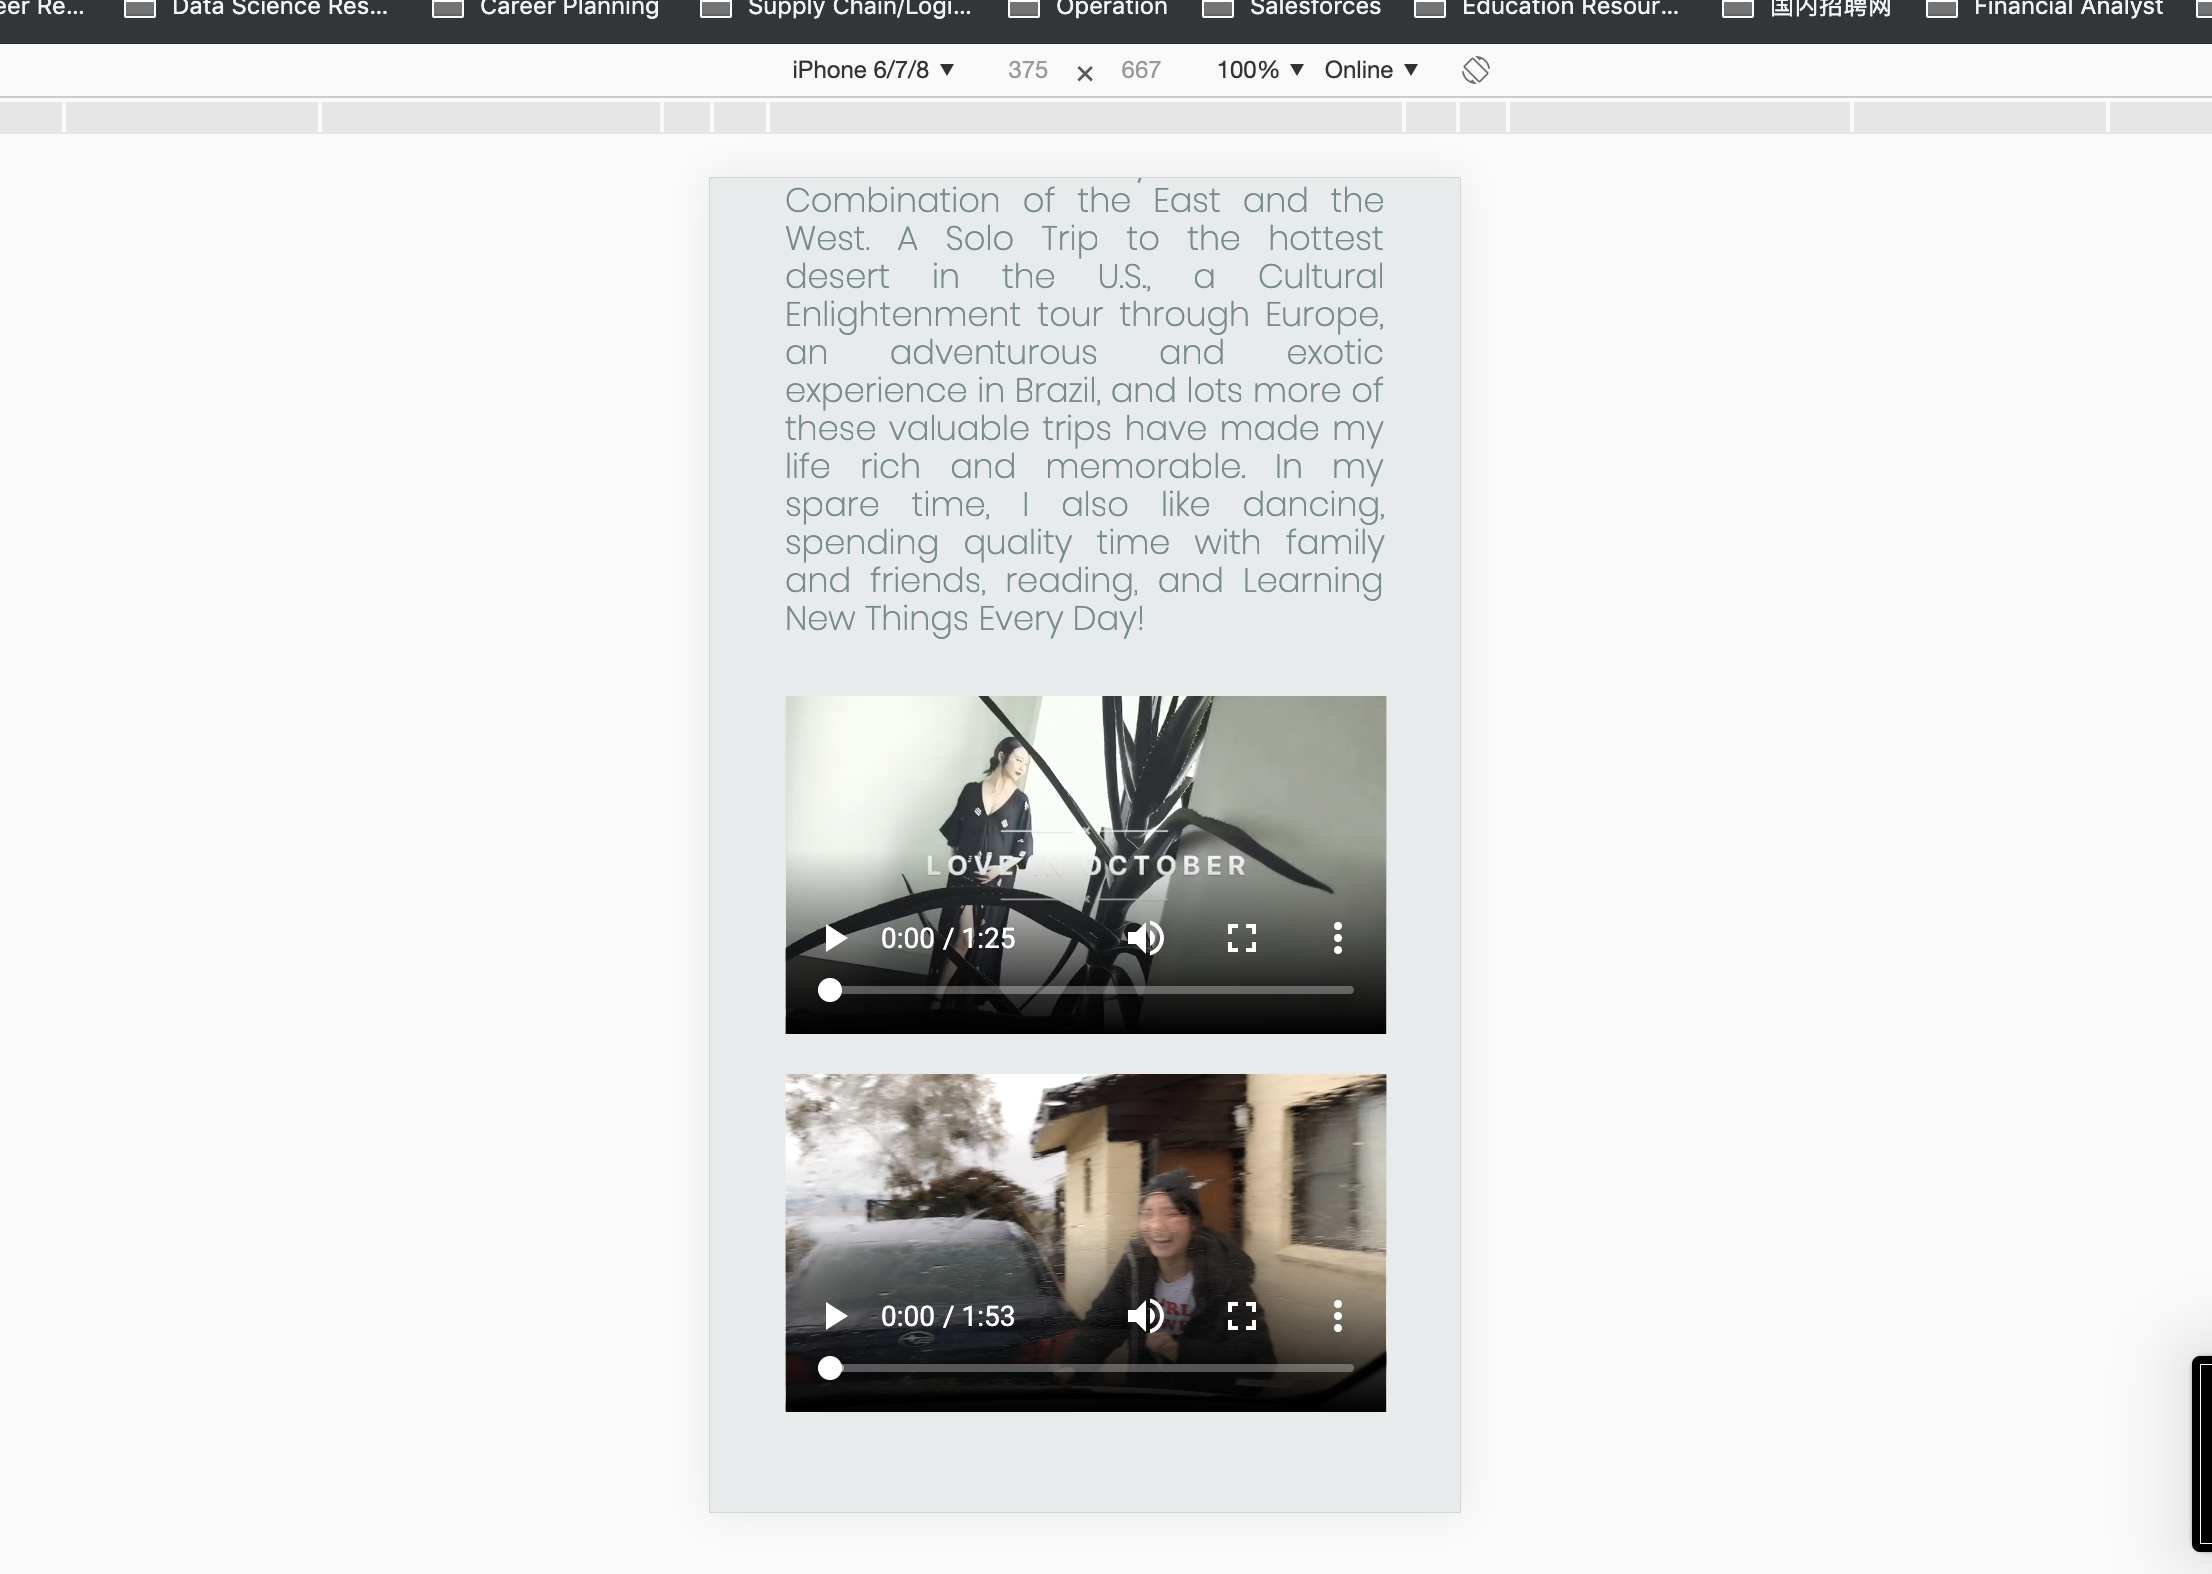 eer Re... Data Science Res... Career Planning Supply Chain/Logi... Operation Salesforces Education Resour... 国内招聘网 Financial Analyst
iPhone 6/7/8 ▼ 375 × 667 100% ▼ Online ▼
Combination of the East and the
West. A Solo Trip to the hottest
desert in the U.S., a Cultural
Enlightenment tour through Europe,
an adventurous and exotic
experience in Brazil, and lots more of
these valuable trips have made my
life rich and memorable. In my
spare time, I also like dancing,
spending quality time with family
and friends, reading, and Learning
New Things Every Day!
LOVE IN OCTOBER
0:00 / 1:25
0:00 / 1:53